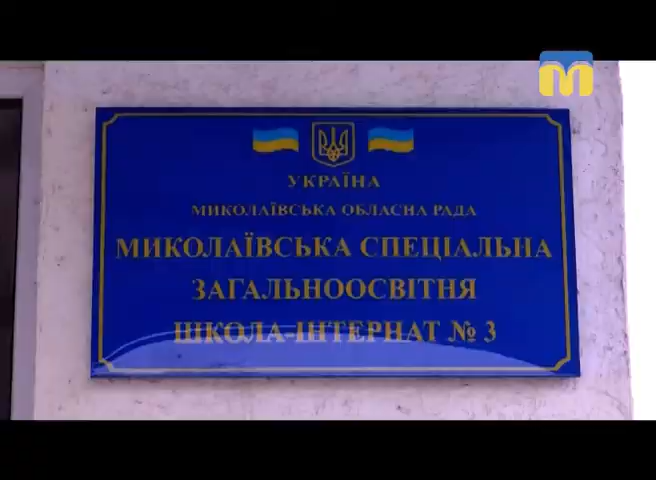 М
УКРАЇНА
МИКОЛАЇВСЬКА ОБЛАСНА РАДА
МИКОЛАЇВСЬКА СПЕЦІАЛЬНА
ЗАГАЛЬНООСВІТНЯ
ШКОЛА-ІНТЕРНАТ № 3